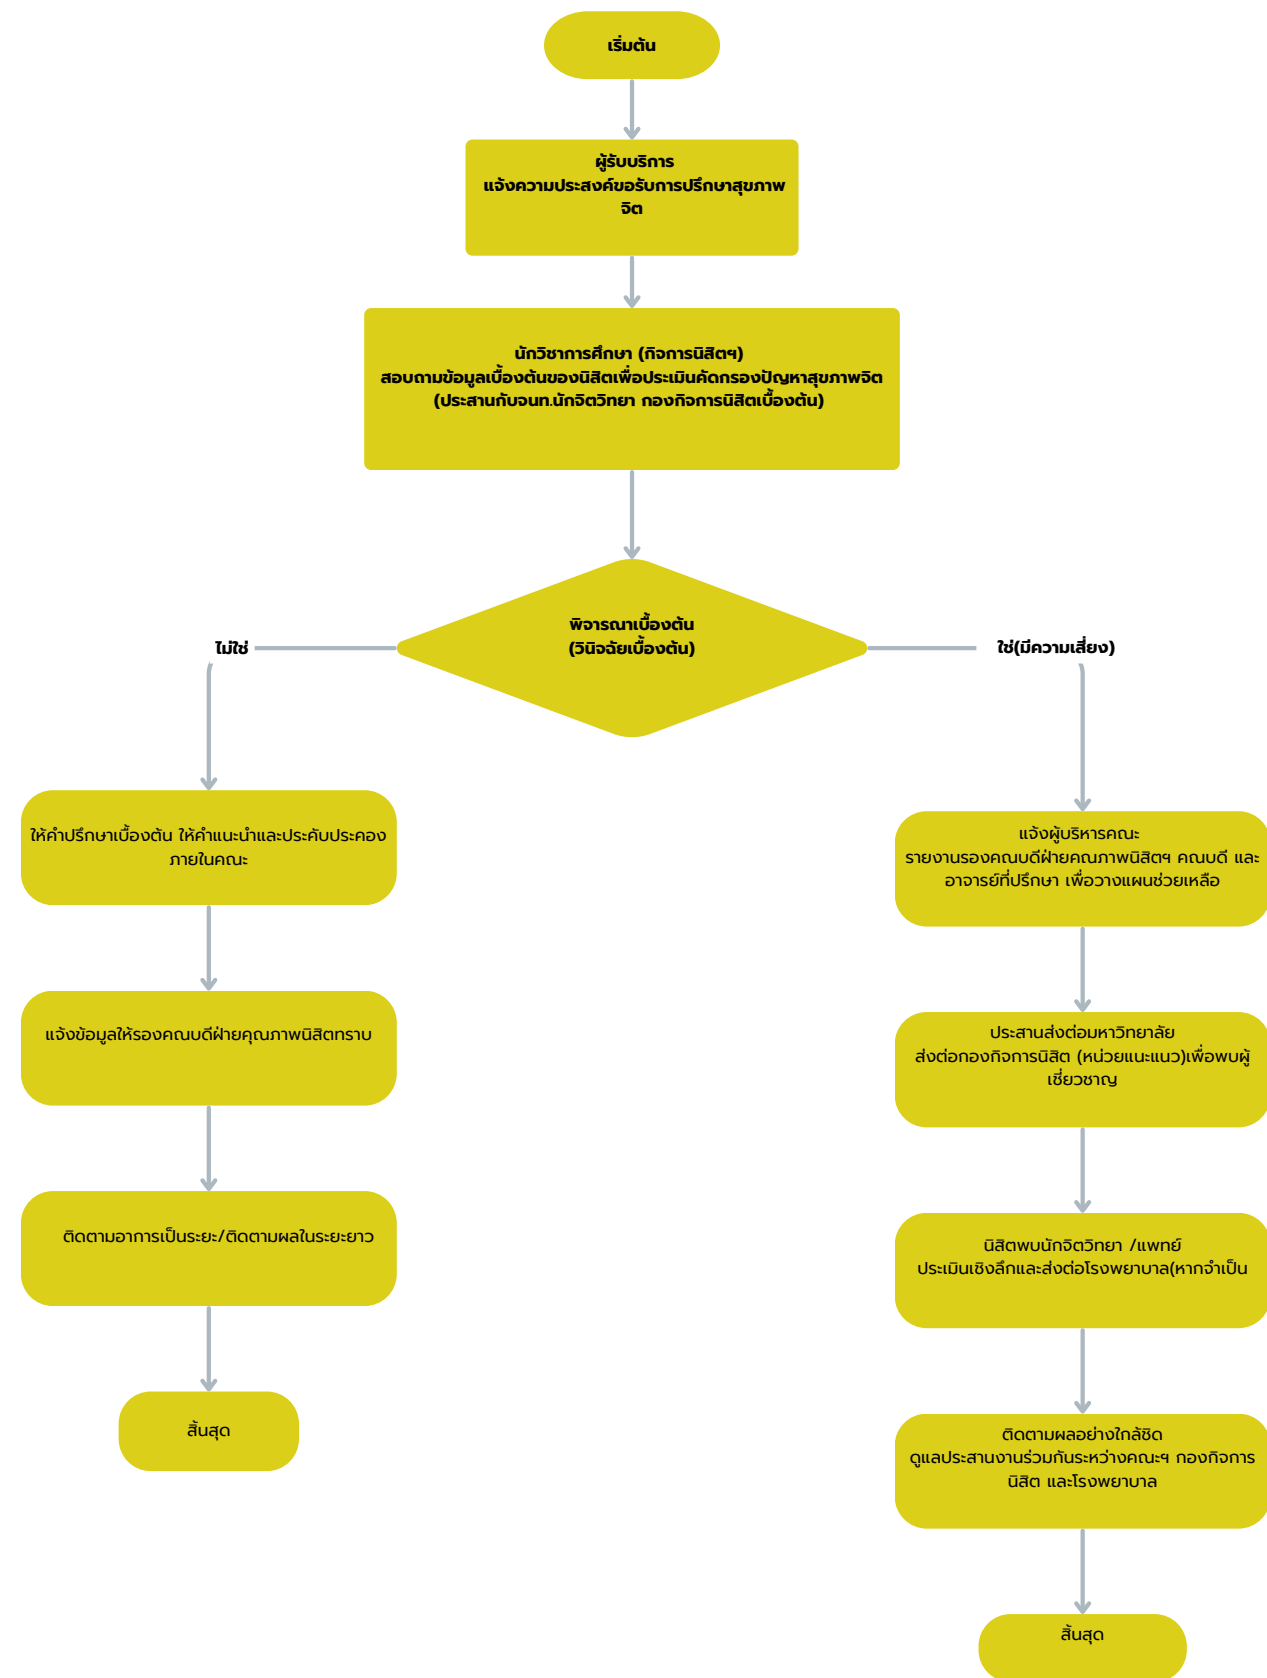 เริ่มต้น
ผู้รับบริการ
แจ้งความประสงค์ขอรับการปรึกษาสุขภาพ
จิต
นักวิชาการศึกษา (กิจการนิสิตฯ)
สอบถามข้อมูลเบื้องต้นของนิสิตเพื่อประเมินคัดกรองปัญหาสุขภาพจิต
(ประสานกับจนท.นักจิตวิทยา กองกิจการนิสิตเบื้องต้น)
พิจารณาเบื้องต้น
(วินิจฉัยเบื้องต้น)
ไม่ใช่
ใช่(มีความเสี่ยง)
ให้คำปรึกษาเบื้องต้น ให้คำแนะนำและประคับประคอง
ภายในคณะ
แจ้งข้อมูลให้รองคณบดีฝ่ายคุณภาพนิสิตทราบ
ติดตามอาการเป็นระยะ/ติดตามผลในระยะยาว
สิ้นสุด
แจ้งผู้บริหารคณะ
รายงานรองคณบดีฝ่ายคณภาพนิสิตฯ คณบดี และ
อาจารย์ที่ปรึกษา เพื่อวางแผนช่วยเหลือ
ประสานส่งต่อมหาวิทยาลัย
ส่งต่อกองกิจการนิสิต (หน่วยแนะแนว)เพื่อพบผู้
เชี่ยวชาญ
นิสิตพบนักจิตวิทยา /แพทย์
ประเมินเชิงลึกและส่งต่อโรงพยาบาล(หากจำเป็น
ติดตามผลอย่างใกล้ชิด
ดูแลประสานงานร่วมกันระหว่างคณะฯ กองกิจการ
นิสิต และโรงพยาบาล
สิ้นสุด